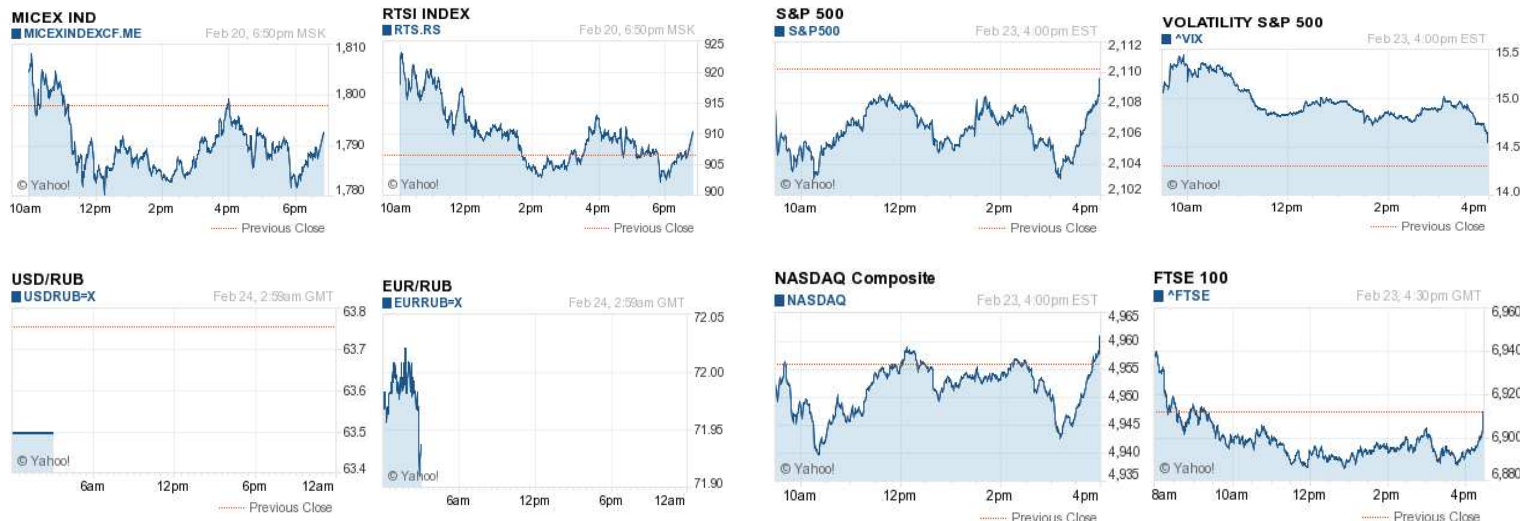 MICEX IND
MICEXINDEXCF.ME Feb 20, 6:50pm MSK
1,810
1,800
1,790
1,780
© Yahoo!
10am 12pm 2pm 4pm 6pm
Previous Close
RTSI INDEX
RTS.RS Feb 20, 6:50pm MSK
925
920
915
910
905
900
© Yahoo!
10am 12pm 2pm 4pm 6pm
Previous Close
S&P 500
S&P500 Feb 23, 4:00pm EST
2,112
2,110
2,108
2,106
2,104
2,102
© Yahoo!
10am 12pm 2pm 4pm
Previous Close
VOLATILITY S&P 500
^VIX Feb 23, 4:00pm EST
15.5
15.0
14.5
14.0
© Yahoo!
10am 12pm 2pm 4pm
Previous Close
USD/RUB
USDRUB=X Feb 24, 2:59am GMT
63.8
63.7
63.6
63.5
63.4
© Yahoo!
6am 12pm 6pm 12am
Previous Close
EUR/RUB
EURRUB=X Feb 24, 2:59am GMT
72.05
72.00
71.95
71.90
© Yahoo!
6am 12pm 6pm 12am
NASDAQ Composite
NASDAQ Feb 23, 4:00pm EST
4,965
4,960
4,955
4,950
4,945
4,940
4,935
© Yahoo!
10am 12pm 2pm 4pm
Previous Close
FTSE 100
^FTSE Feb 23, 4:30pm GMT
6,960
6,940
6,920
6,900
6,880
© Yahoo!
8am 10am 12pm 2pm 4pm
Previous Close